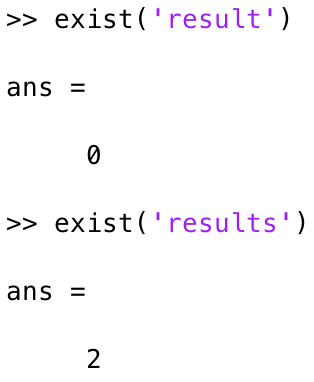 >> exist('result')
ans =
0
>> exist('results')
ans =
2